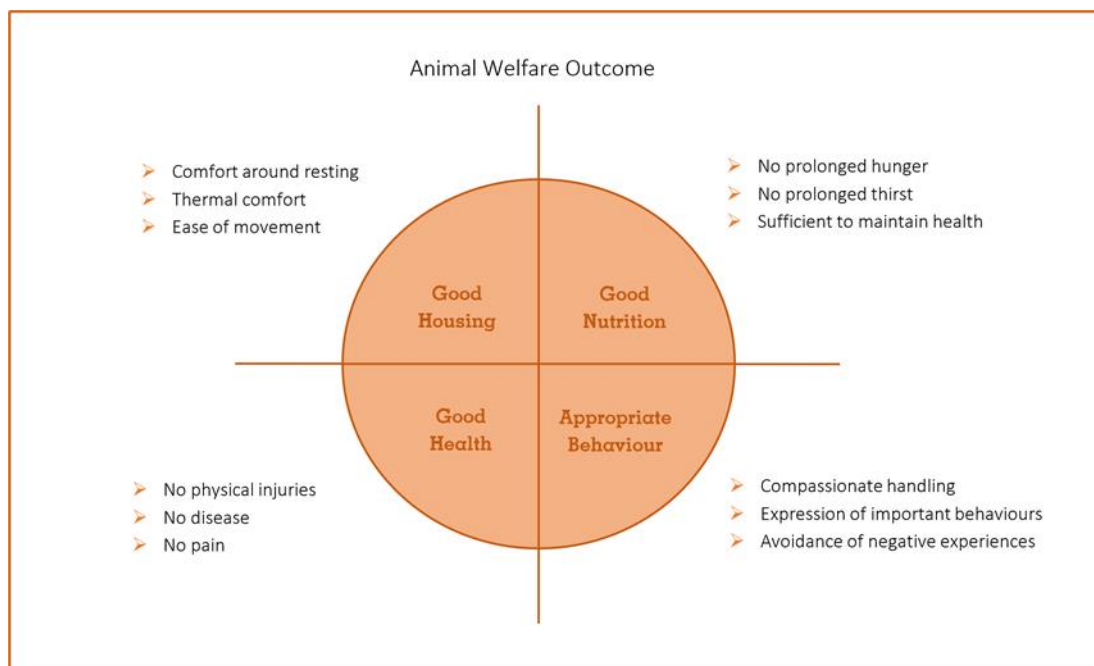 Animal Welfare Outcome
Comfort around resting
Thermal comfort
Ease of movement
No prolonged hunger
No prolonged thirst
Sufficient to maintain health
Good
Housing
Good
Nutrition
Good
Health
Appropriate
Behaviour
No physical injuries
No disease
No pain
Compassionate handling
Expression of important behaviours
Avoidance of negative experiences